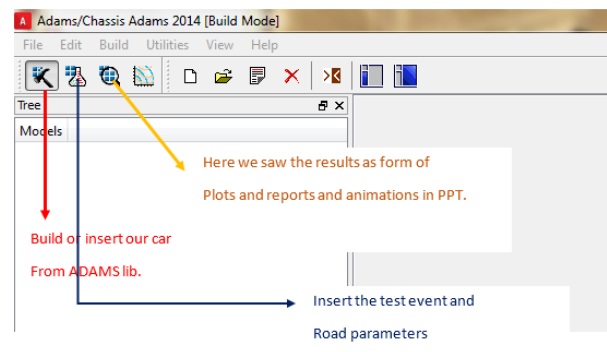 Adams/Chassis Adams 2014 [Build Mode]
File Edit Build Utilities View Help
Tree
Models
Here we saw the results as form of
Plots and reports and animations in PPT.
Build or insert our car
From ADAMS lib.
Insert the test event and
Road parameters